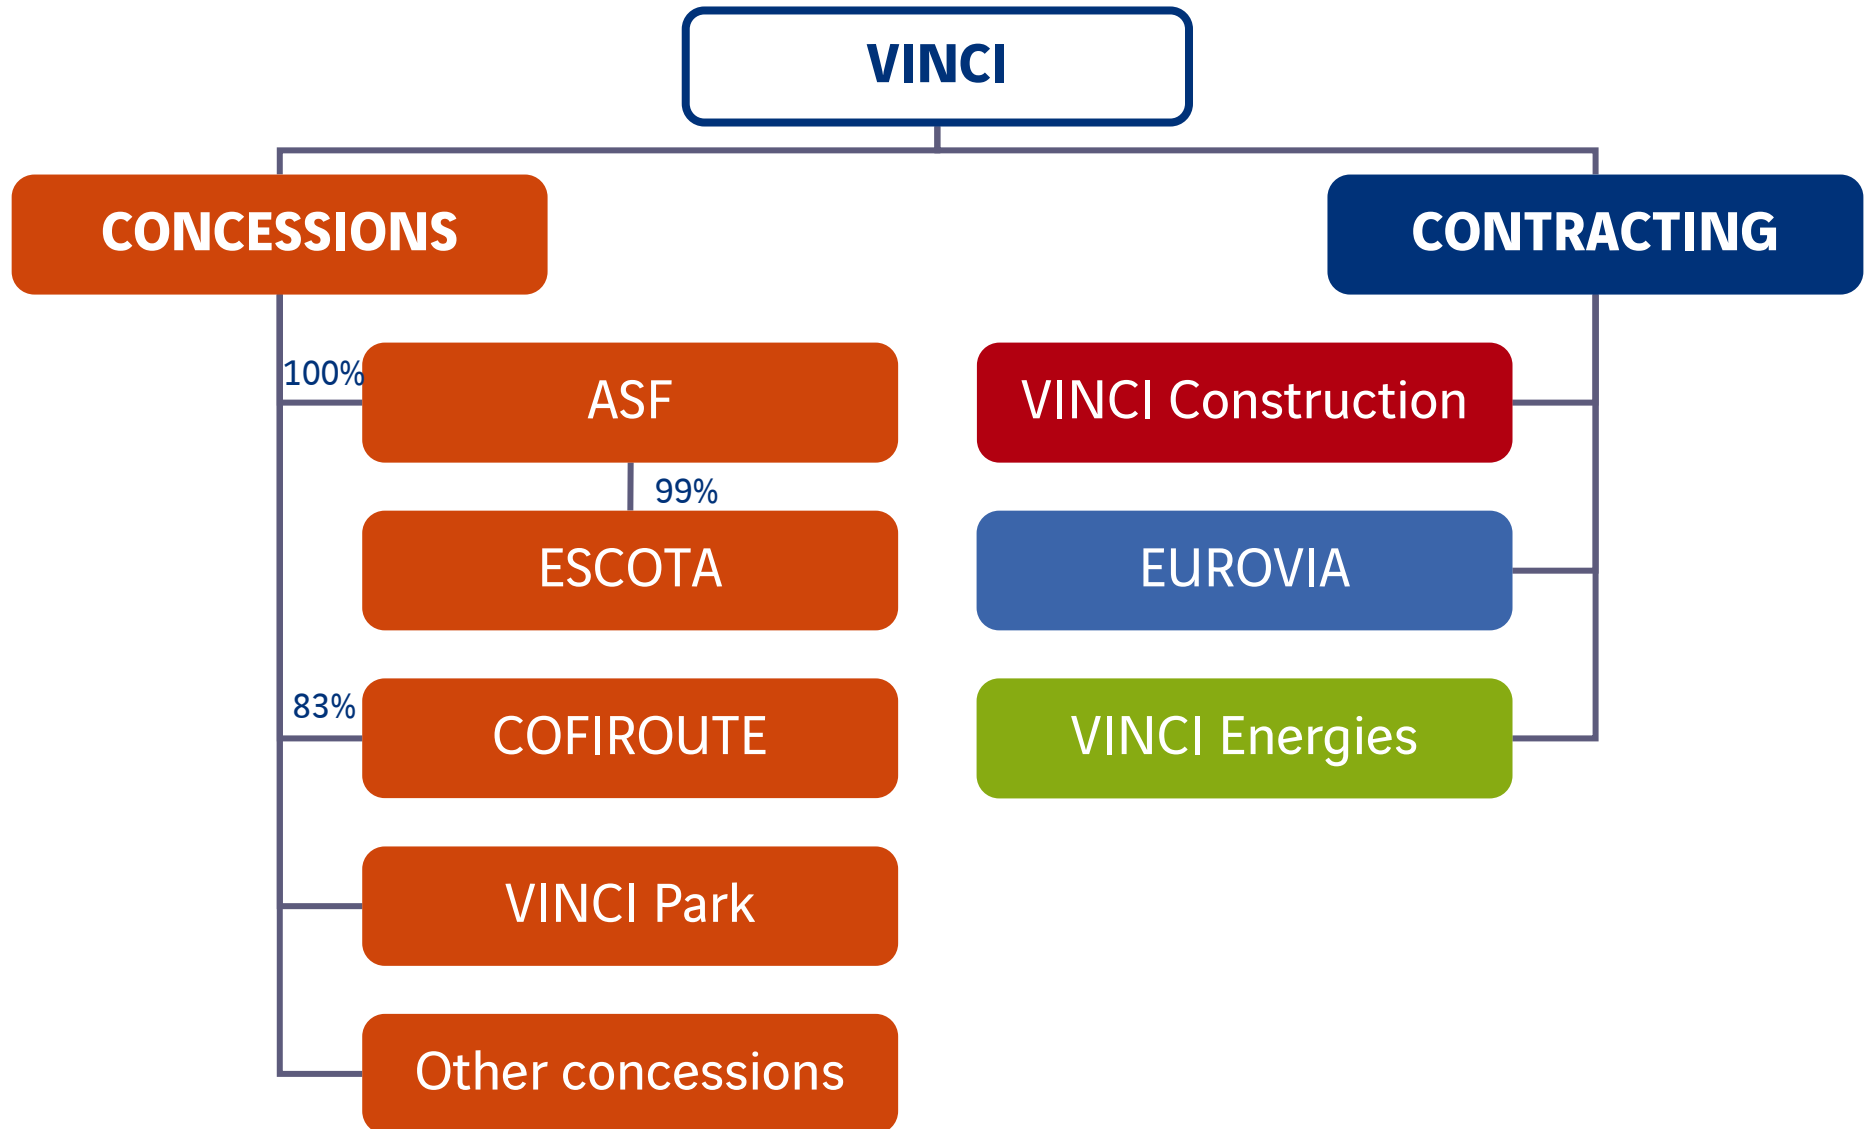 VINCI
CONCESSIONS
CONTRACTING
100%
ASF
VINCI Construction
99%
ESCOTA
EUROVIA
83%
COFIROUTE
VINCI Energies
VINCI Park
Other concessions